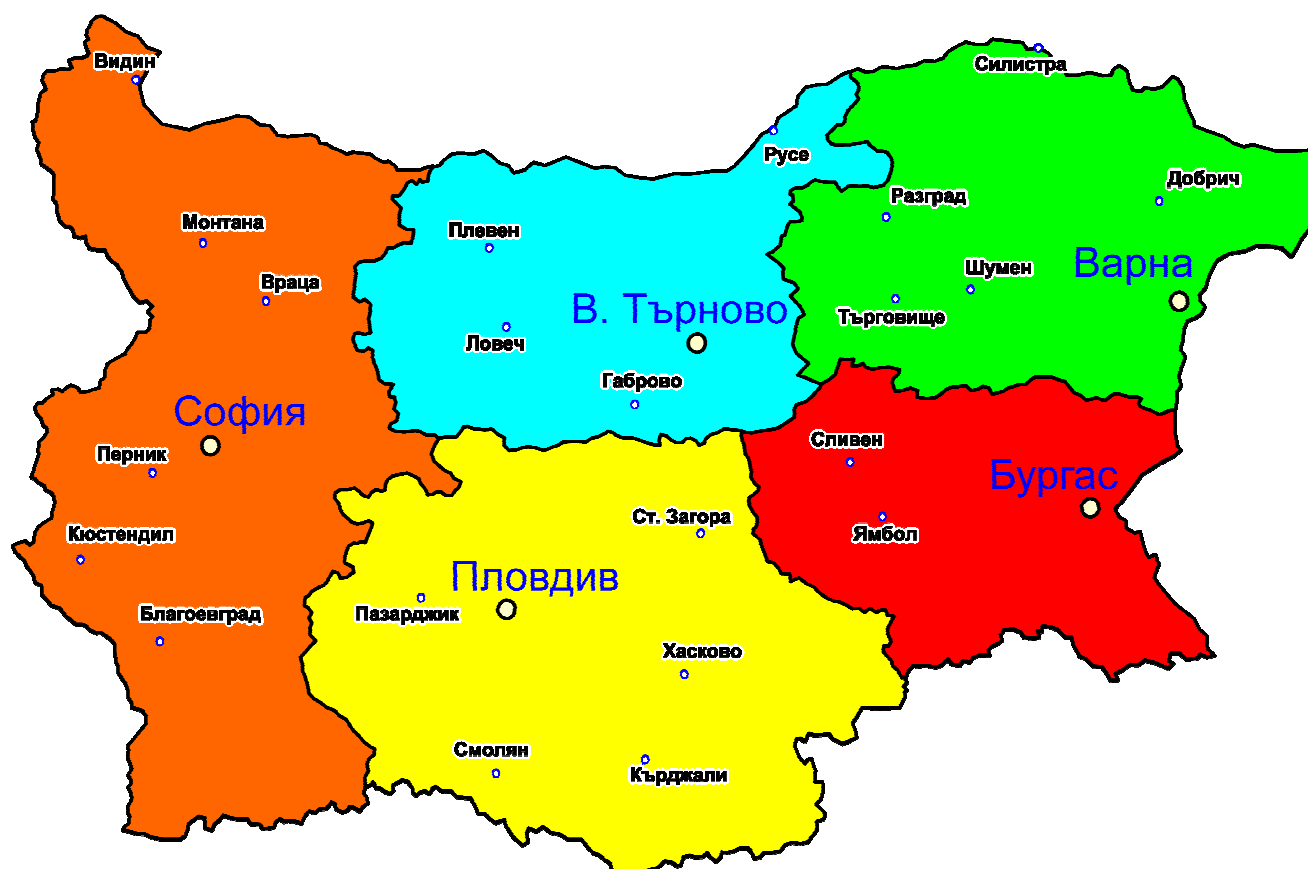 Видин
Силистра
Русе
Добрич
Разград
Монтана
Плевен
Варна
Шумен
Враца
В. Търново
Търговище
Ловеч
Габрово
София
Сливен
Перник
Бургас
Ст. Загора
Кюстендил
Ямбол
Пловдив
Пазарджик
Благоевград
Хасково
Смолян
Кърджали